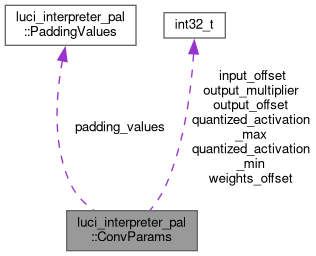 luci_interpreter_pal
::PaddingValues
int32_t
padding_values
input_offset
output_multiplier
output_offset
quantized_activation
_max
quantized_activation
_min
weights_offset
luci_interpreter_pal
::ConvParams